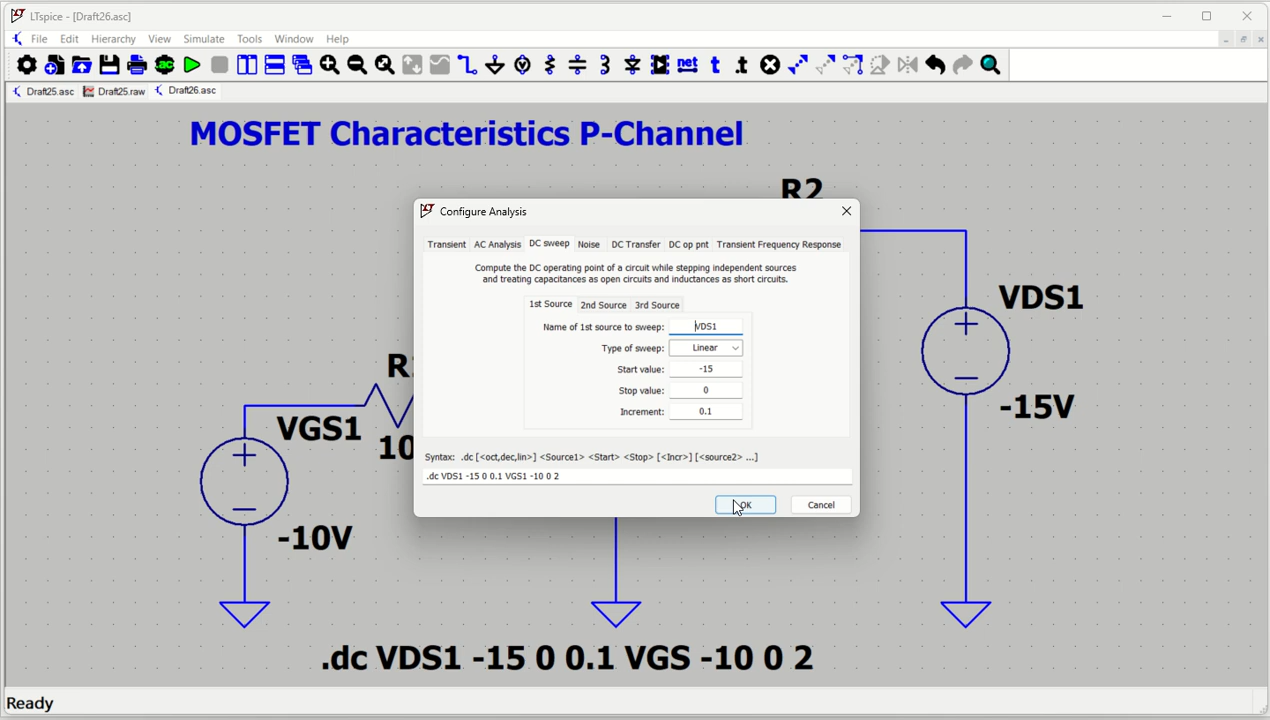 LTspice - [Draft26.asc]
File Edit Hierarchy View Simulate Tools Window Help
net t .t
Draft25.asc Draft25.raw Draft26.asc
MOSFET Characteristics P-Channel
R2
Configure Analysis
Transient AC Analysis DC sweep Noise DC Transfer DC op pnt Transient Frequency Response
Compute the DC operating point of a circuit while stepping independent sources
and treating capacitances as open circuits and inductances as short circuits.
1st Source 2nd Source 3rd Source
Name of 1st source to sweep: VDS1
Type of sweep: Linear
Start value: -15
Stop value: 0
Increment: 0.1
Syntax: .dc [<oct,dec,lin>] <Source1> <Start> <Stop> [<Incr>] [<source2> ...]
.dc VDS1 -15 0 0.1 VGS1 -10 0 2
OK Cancel
VDS1
-15V
VGS1
10
-10V
.dc VDS1 -15 0 0.1 VGS -10 0 2
Ready